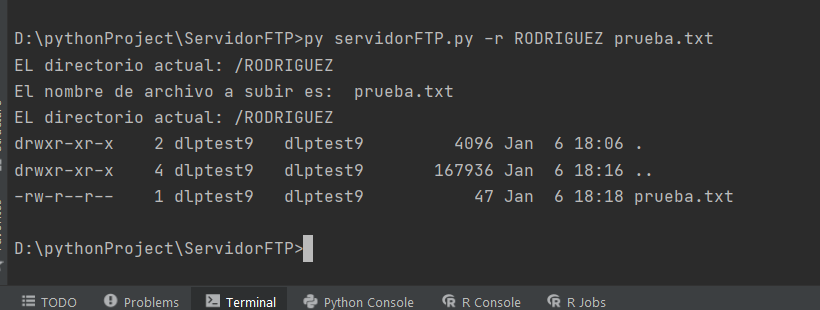 D:\pythonProject\ServidorFTP>py servidorFTP.py -r RODRIGUEZ prueba.txt
EL directorio actual: /RODRIGUEZ
El nombre de archivo a subir es:  prueba.txt
EL directorio actual: /RODRIGUEZ
drwxr-xr-x    2 dlptest9   dlptest9         4096 Jan  6 18:06 .
drwxr-xr-x    4 dlptest9   dlptest9       167936 Jan  6 18:16 ..
-rw-r--r--    1 dlptest9   dlptest9           47 Jan  6 18:18 prueba.txt
D:\pythonProject\ServidorFTP>
TODO Problems Terminal Python Console R Console R Jobs